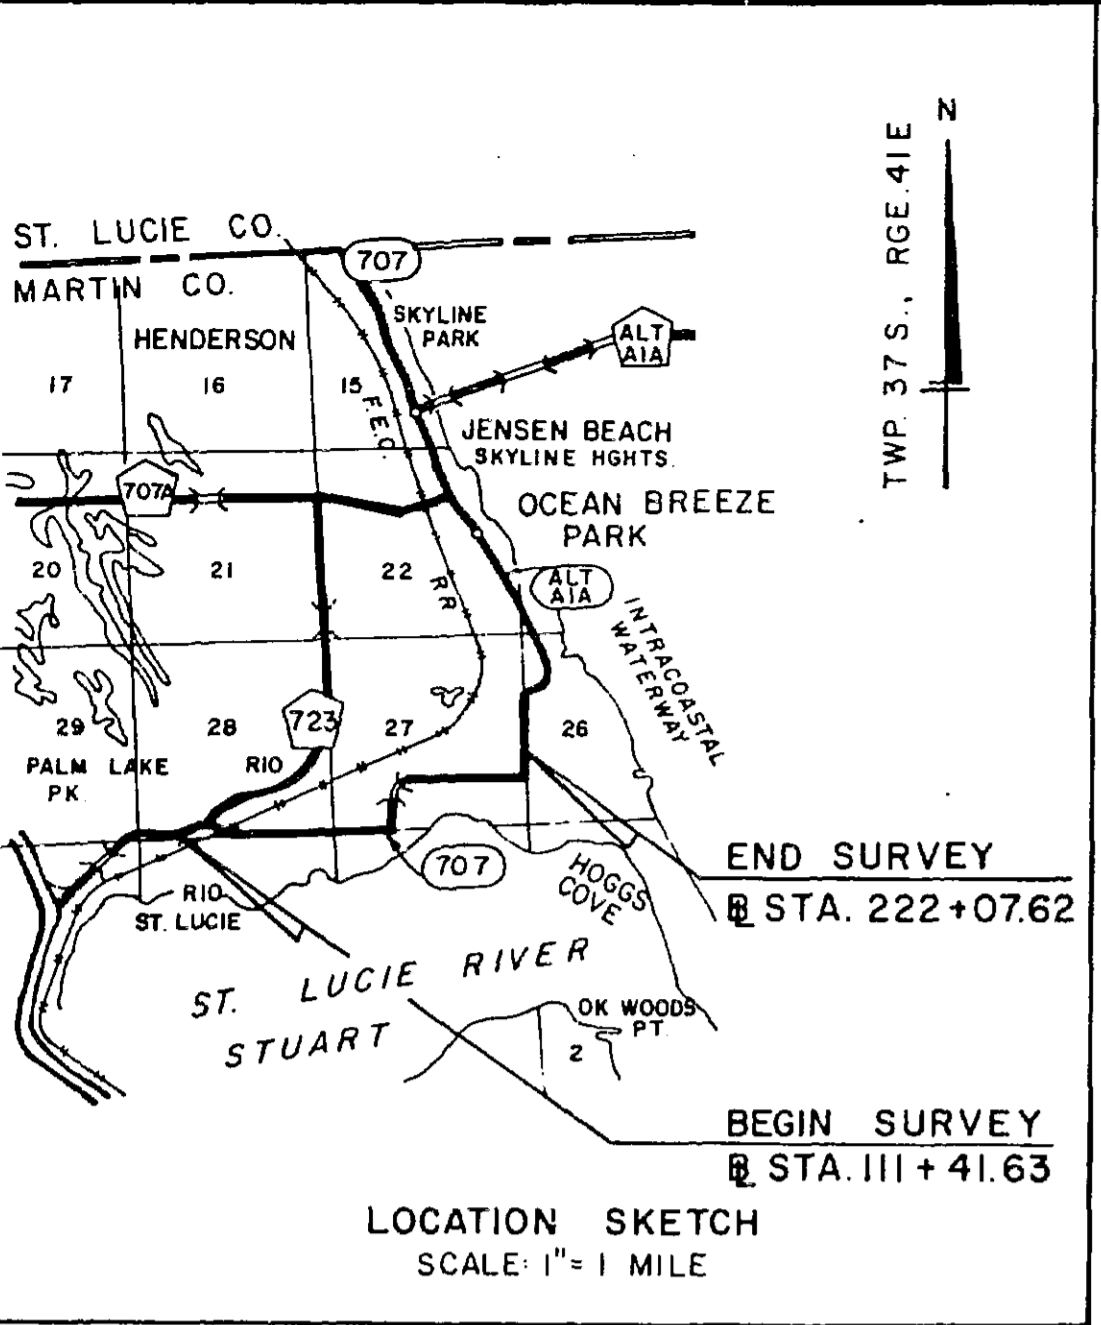 N
TWP. 37 S., RGE. 41 E
ST. LUCIE CO.
707
MARTIN CO.
SKYLINE
PARK
HENDERSON
ALT
A1A
17
16
15
F.E.C.
JENSEN BEACH
SKYLINE HGHTS.
707A
OCEAN BREEZE
PARK
20
21
22
RR
ALT
A1A
INTRACOASTAL
WATERWAY
29
28
723
27
26
PALM LAKE
PK.
RIO
707
HOGGS
COVE
END SURVEY
BL STA. 222+07.62
RIO
ST. LUCIE
ST. LUCIE RIVER
STUART
OK WOODS
PT.
2
BEGIN SURVEY
BL STA. 111 + 41.63
LOCATION SKETCH
SCALE: 1" = 1 MILE